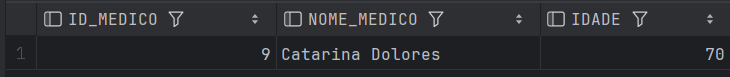 ID_MEDICO NOME_MEDICO IDADE
1 9 Catarina Dolores 70